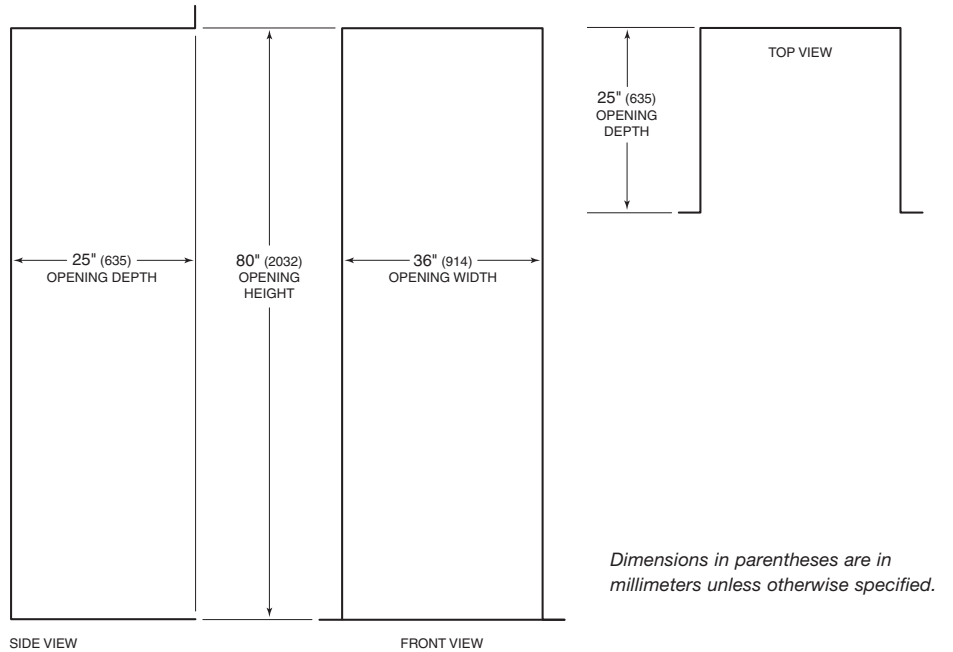 25" (635)
OPENING DEPTH
SIDE VIEW
80" (2032)
OPENING
HEIGHT
36" (914)
OPENING WIDTH
FRONT VIEW
TOP VIEW
25" (635)
OPENING
DEPTH
Dimensions in parentheses are in
millimeters unless otherwise specified.